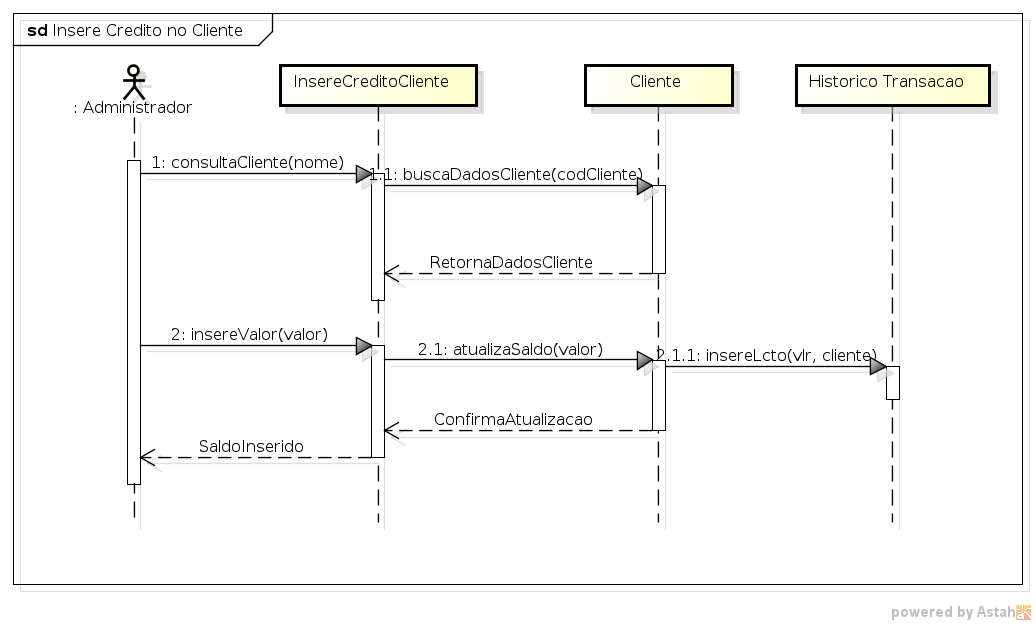 sd Insere Credito no Cliente
: Administrador
InsereCreditoCliente
Cliente
Historico Transacao
1: consultaCliente(nome)
1.1: buscaDadosCliente(codCliente)
RetornaDadosCliente
2: insereValor(valor)
2.1: atualizaSaldo(valor)
2.1.1: insereLcto(vlr, cliente)
ConfirmaAtualizacao
SaldoInserido
powered by Astah